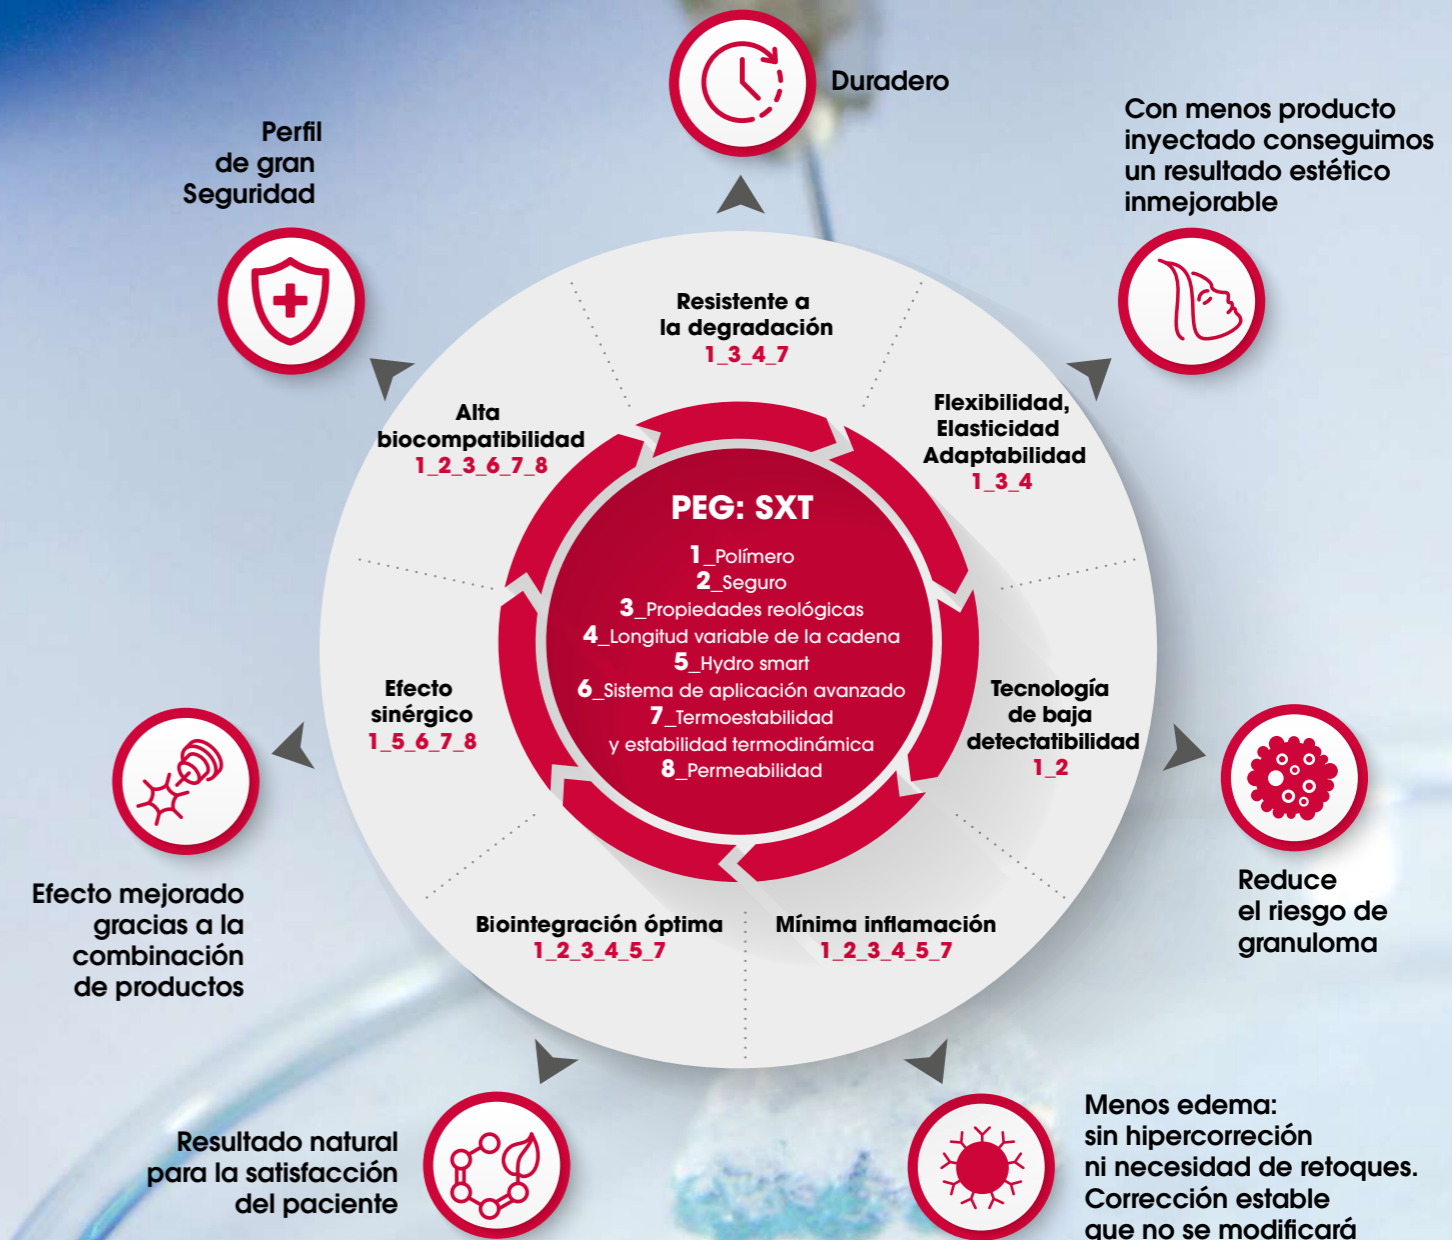 Duradero
Perfil
de gran
Seguridad
Con menos producto
inyectado conseguimos
un resultado estético
inmejorable
Resistente a
la degradación
1_3_4_7
Alta
biocompatibilidad
1_2_3_6_7_8
Flexibilidad,
Elasticidad
Adaptabilidad
1_3_4
PEG: SXT
1_Polímero
2_Seguro
3_Propiedades reológicas
4_Longitud variable de la cadena
5_Hydro smart
6_Sistema de aplicación avanzado
7_Termoestabilidad
y estabilidad termodinámica
8_Permeabilidad
Efecto
sinérgico
1_5_6_7_8
Tecnología
de baja
detectatibilidad
1_2
Biointegración óptima
1_2_3_4_5_7
Mínima inflamación
1_2_3_4_5_7
Efecto mejorado
gracias a la
combinación
de productos
Reduce
el riesgo de
granuloma
Resultado natural
para la satisfacción
del paciente
Menos edema:
sin hipercorreción
ni necesidad de retoques.
Corrección estable
que no se modificará